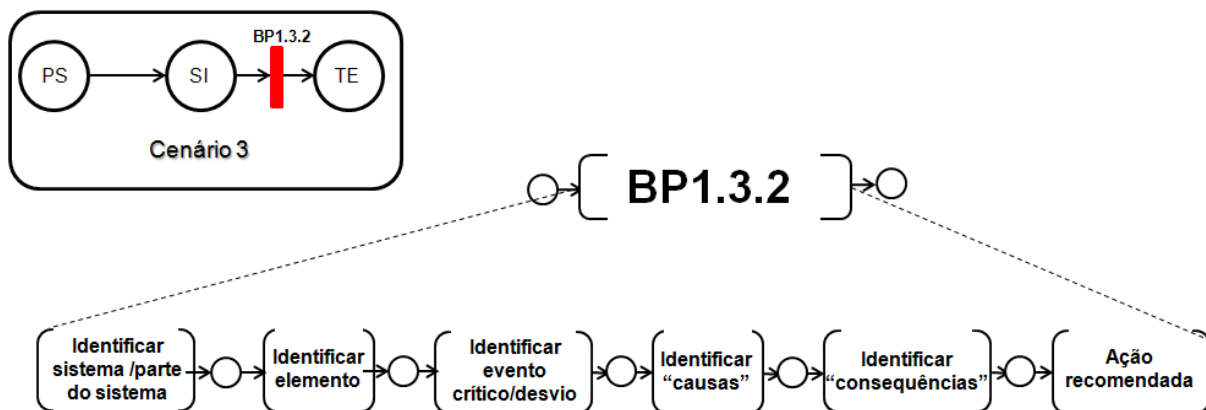 BP1.3.2
PS
SI
TE
Cenário 3
BP1.3.2
Identificar
sistema /parte
do sistema
Identificar
elemento
Identificar
evento
crítico/desvio
Identificar
“causas”
Identificar
“consequências”
Ação
recomendada